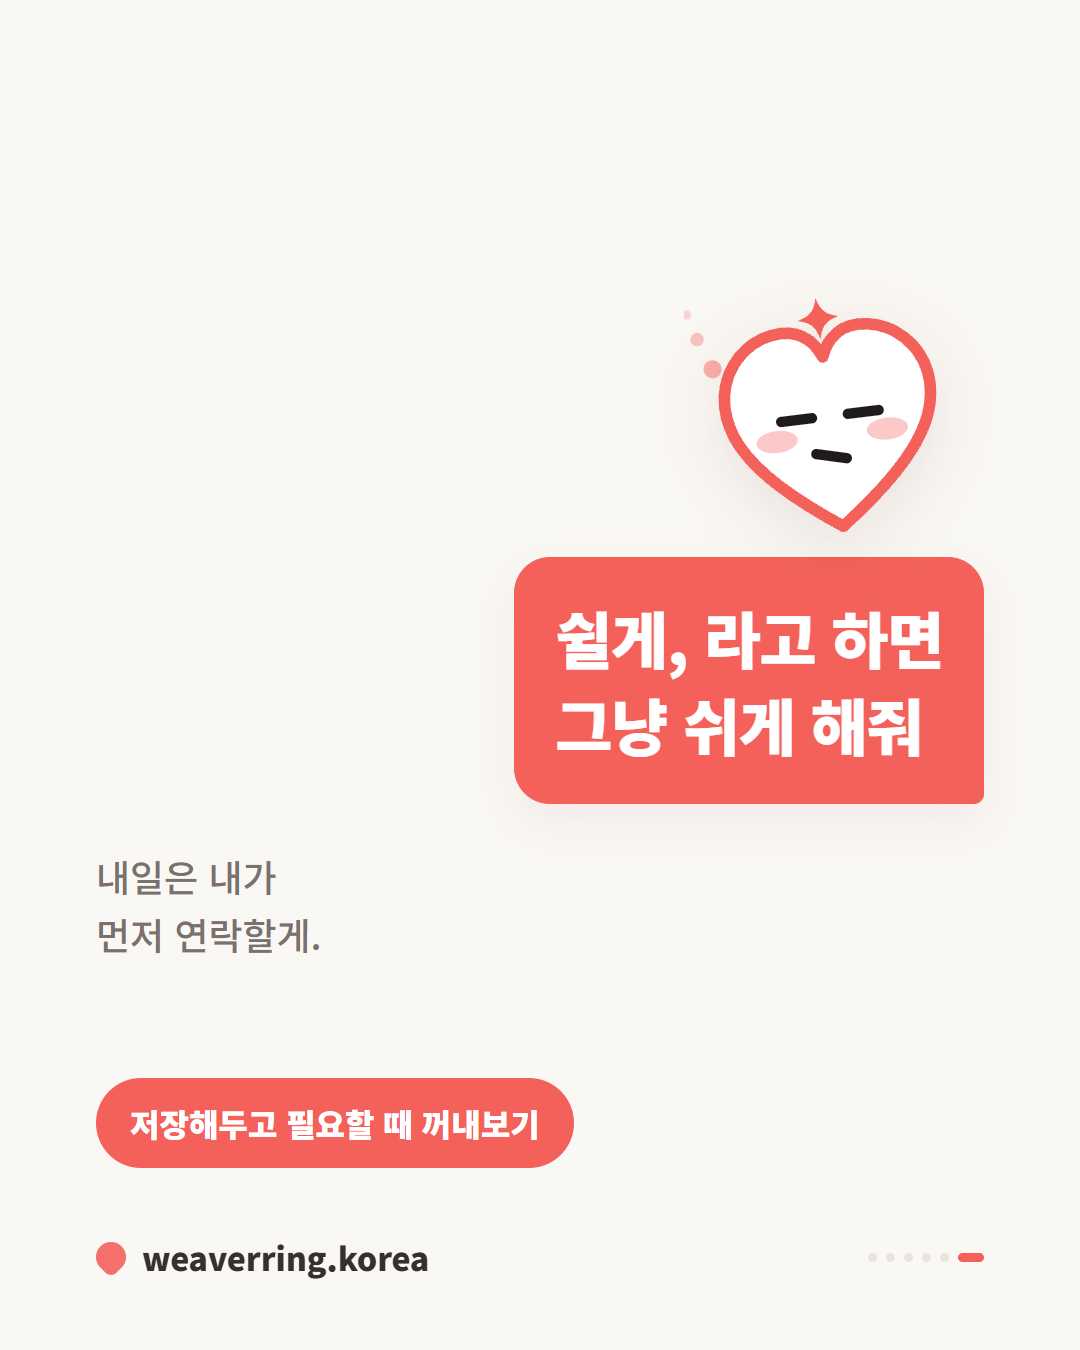 쉴게, 라고 하면
그냥 쉬게 해줘
내일은 내가
먼저 연락할게.
저장해두고 필요할 때 꺼내보기
weaverring.korea